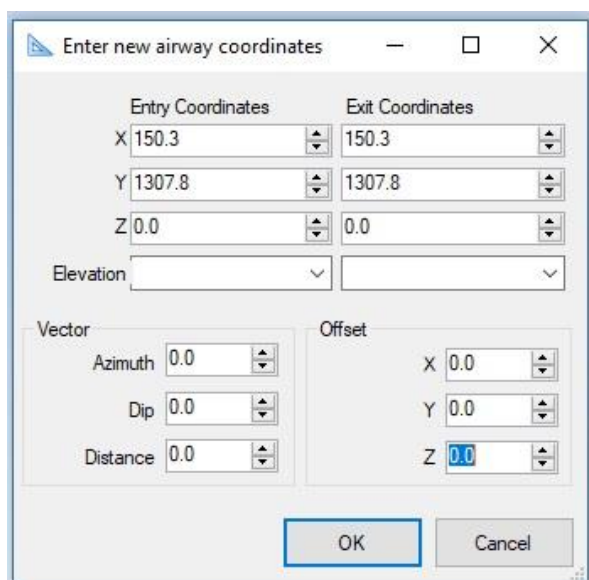 Enter new airway coordinates
Entry Coordinates Exit Coordinates
X 150.3 150.3
Y 1307.8 1307.8
Z 0.0 0.0
Elevation
Vector Offset
Azimuth 0.0 X 0.0
Dip 0.0 Y 0.0
Distance 0.0 Z 0.0
OK Cancel